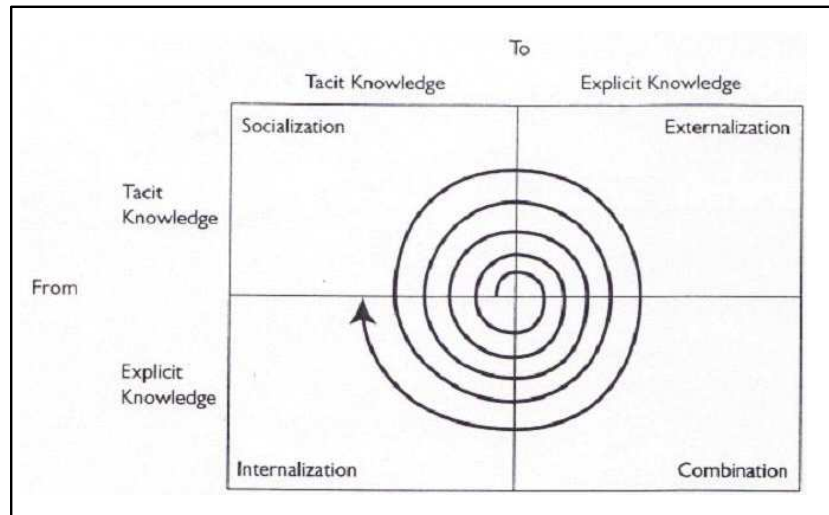 To
Tacit Knowledge Explicit Knowledge
Socialization Externalization
Tacit
Knowledge
From
Explicit
Knowledge
Internalization Combination